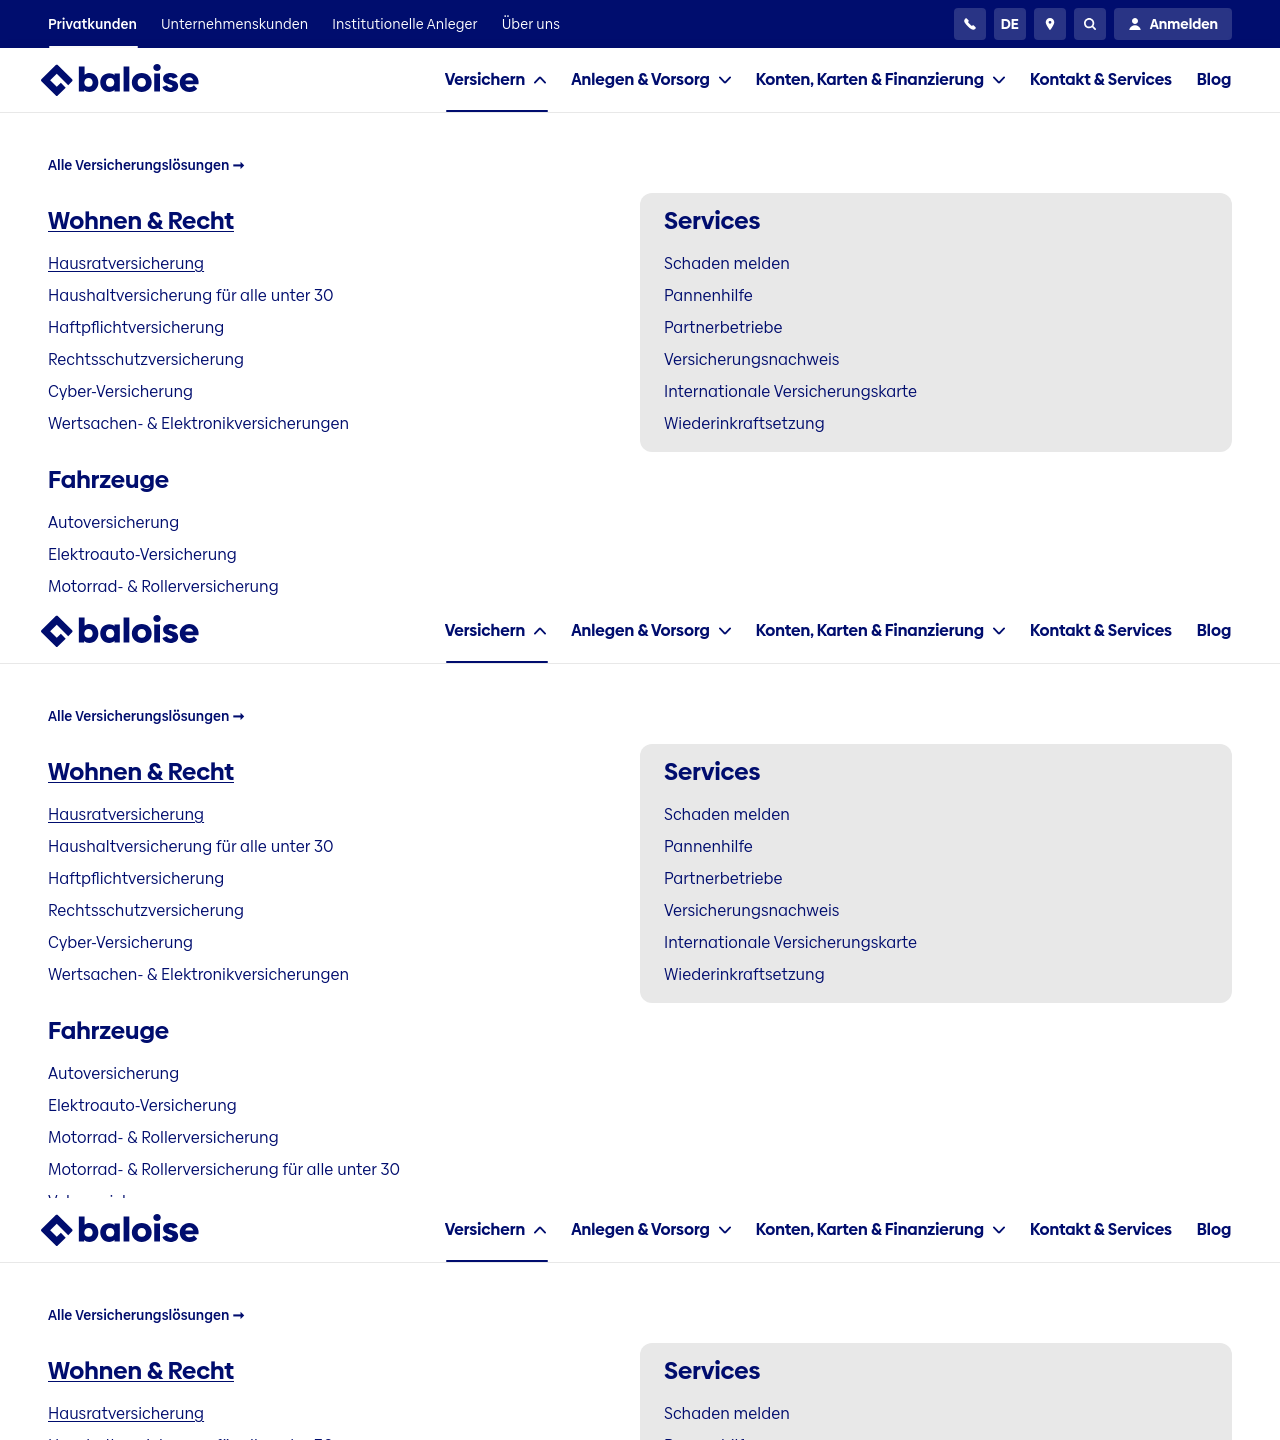 Privatkunden Unternehmenskunden Institutionelle Anleger Über uns DE Anmelden
baloise Versichern Anlegen & Vorsorg Konten, Karten & Finanzierung Kontakt & Services Blog
Alle Versicherungslösungen →
Wohnen & Recht
Hausratversicherung
Haushaltversicherung für alle unter 30
Haftpflichtversicherung
Rechtsschutzversicherung
Cyber-Versicherung
Wertsachen- & Elektronikversicherungen
Services
Schaden melden
Pannenhilfe
Partnerbetriebe
Versicherungsnachweis
Internationale Versicherungskarte
Wiederinkraftsetzung
Fahrzeuge
Autoversicherung
Elektroauto-Versicherung
Motorrad- & Rollerversicherung
baloise Versichern Anlegen & Vorsorg Konten, Karten & Finanzierung Kontakt & Services Blog
Alle Versicherungslösungen →
Wohnen & Recht
Hausratversicherung
Haushaltversicherung für alle unter 30
Haftpflichtversicherung
Rechtsschutzversicherung
Cyber-Versicherung
Wertsachen- & Elektronikversicherungen
Services
Schaden melden
Pannenhilfe
Partnerbetriebe
Versicherungsnachweis
Internationale Versicherungskarte
Wiederinkraftsetzung
Fahrzeuge
Autoversicherung
Elektroauto-Versicherung
Motorrad- & Rollerversicherung
Motorrad- & Rollerversicherung für alle unter 30
baloise Versichern Anlegen & Vorsorg Konten, Karten & Finanzierung Kontakt & Services Blog
Alle Versicherungslösungen →
Wohnen & Recht
Hausratversicherung
Services
Schaden melden